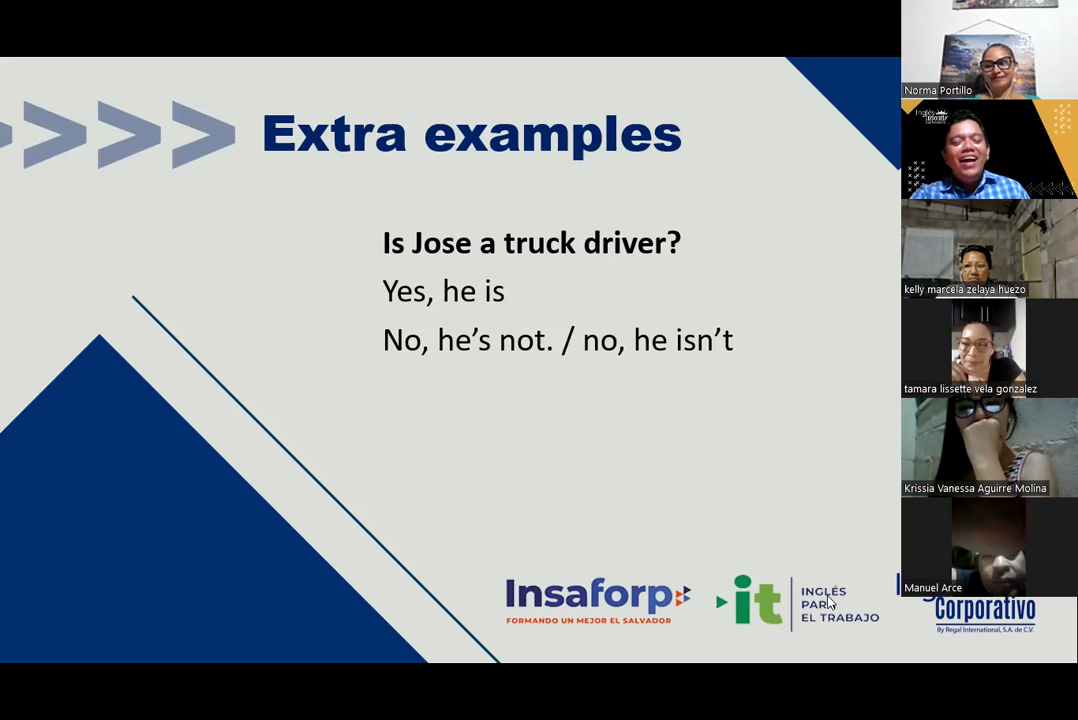 Extra examples
Is Jose a truck driver?
Yes, he is
No, he's not. / no, he isn't
Insaforp
FORMANDO UN MEJOR EL SALVADOR
it
INGLÉS
PARA
EL TRABAJO
Corporativo
By Regal International, S.A. de C.V.
Norma Portillo
Inglés
Corporativo
kelly marcela zelaya huezo
tamara lissette vela gonzalez
Krissia Vanessa Aguirre Molina
Manuel Arce